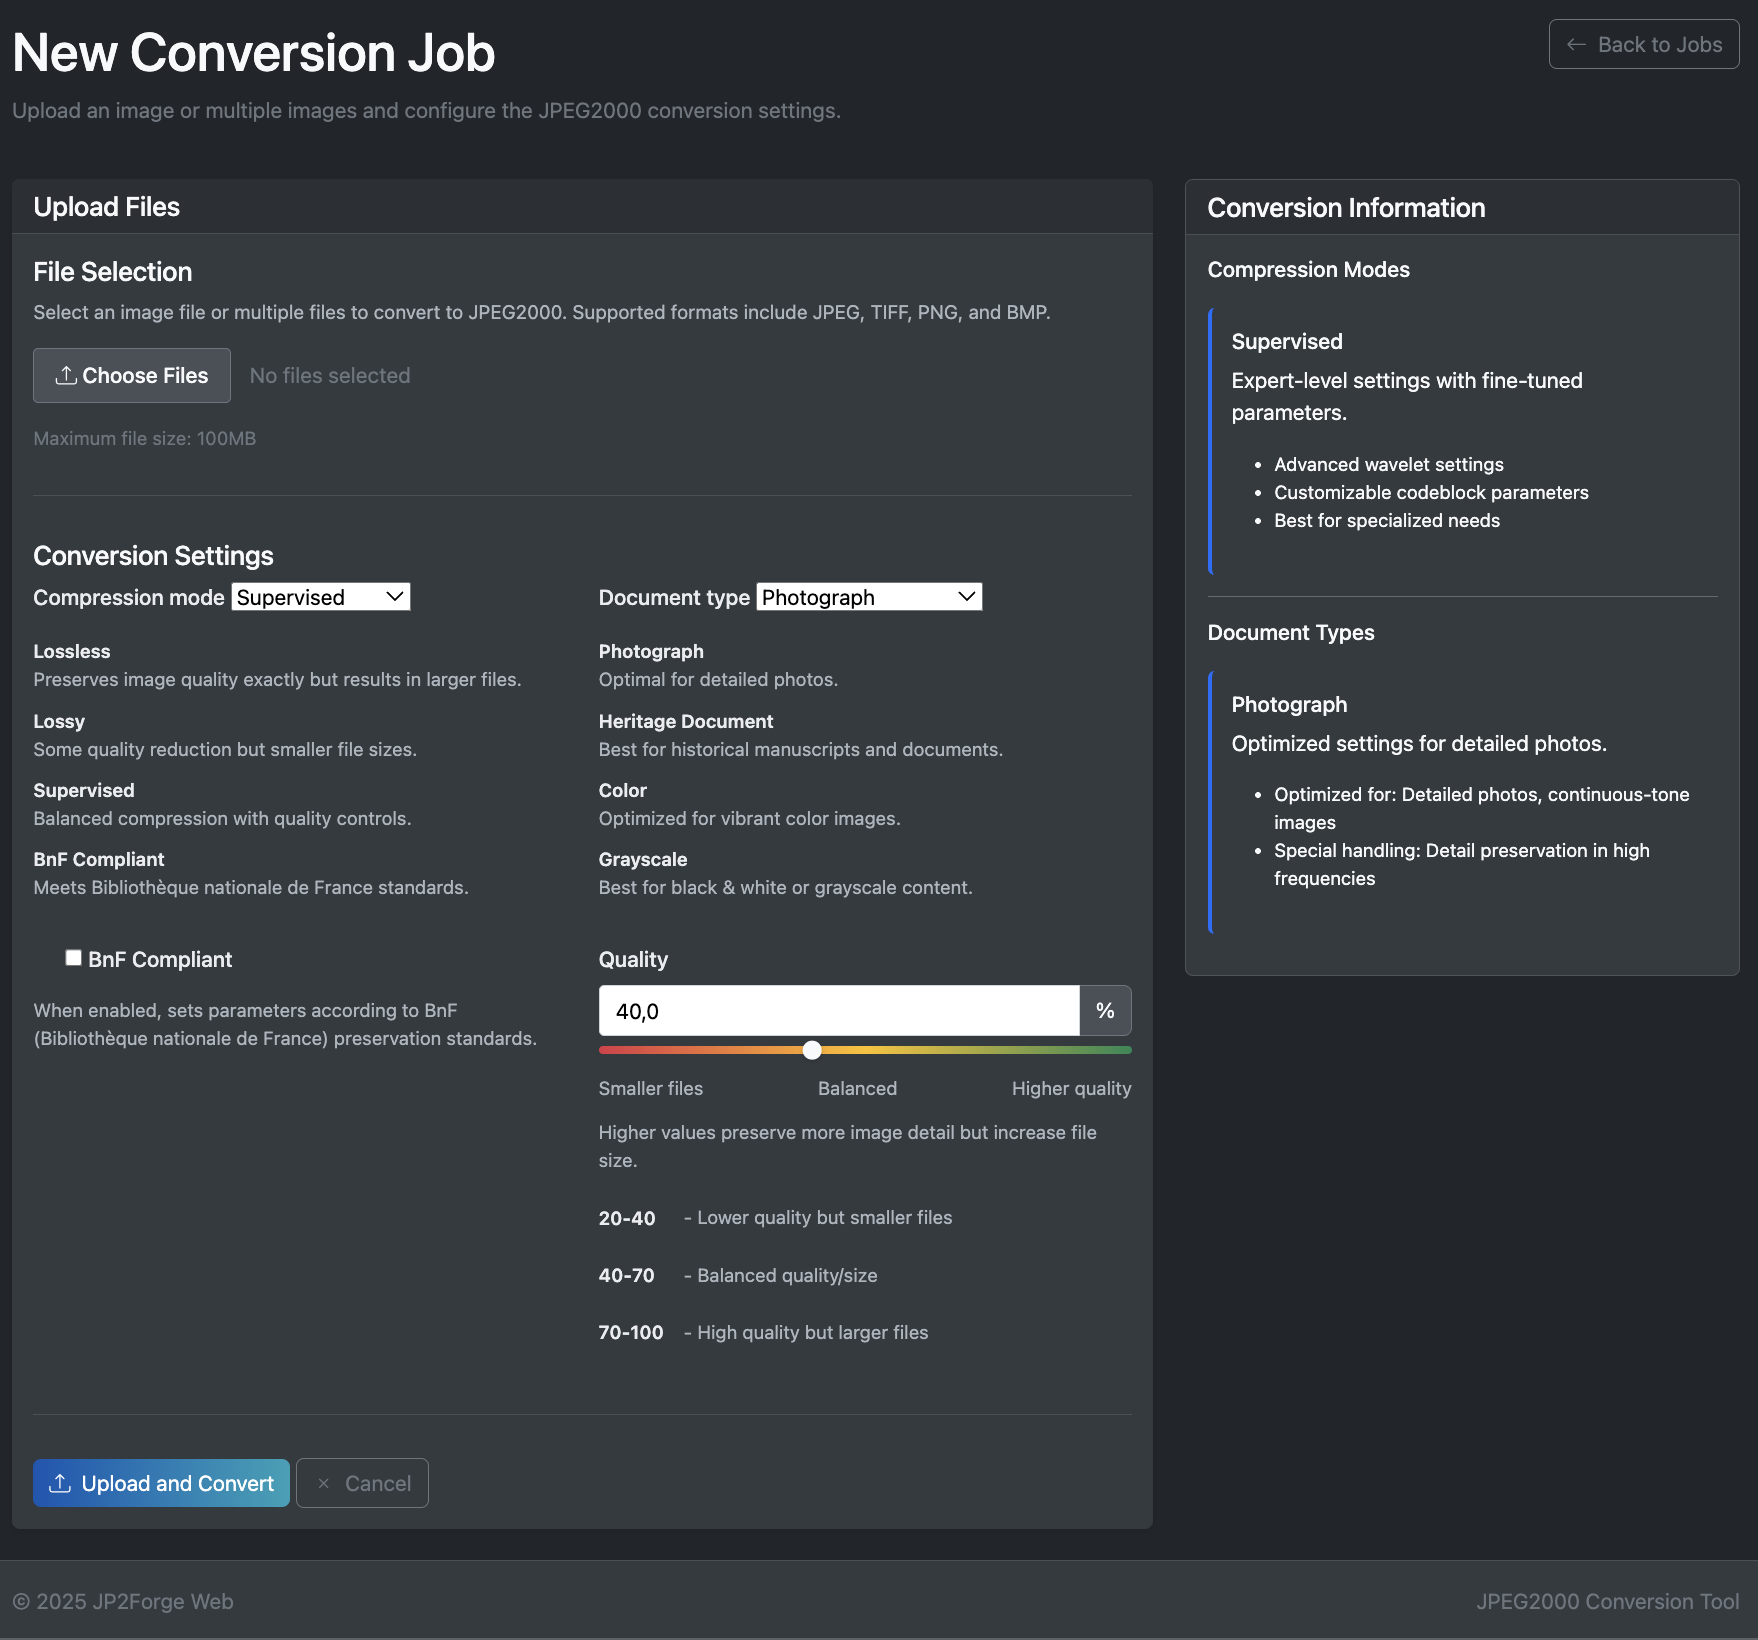 New Conversion Job
← Back to Jobs
Upload an image or multiple images and configure the JPEG2000 conversion settings.
Upload Files
File Selection
Select an image file or multiple files to convert to JPEG2000. Supported formats include JPEG, TIFF, PNG, and BMP.
Choose Files
No files selected
Maximum file size: 100MB
Conversion Settings
Compression mode Supervised
Lossless
Preserves image quality exactly but results in larger files.
Lossy
Some quality reduction but smaller file sizes.
Supervised
Balanced compression with quality controls.
BnF Compliant
Meets Bibliothèque nationale de France standards.
Document type Photograph
Photograph
Optimal for detailed photos.
Heritage Document
Best for historical manuscripts and documents.
Color
Optimized for vibrant color images.
Grayscale
Best for black & white or grayscale content.
BnF Compliant
When enabled, sets parameters according to BnF
(Bibliothèque nationale de France) preservation standards.
Quality
40,0 %
Smaller files Balanced Higher quality
Higher values preserve more image detail but increase file
size.
20-40 - Lower quality but smaller files
40-70 - Balanced quality/size
70-100 - High quality but larger files
Upload and Convert
× Cancel
Conversion Information
Compression Modes
Supervised
Expert-level settings with fine-tuned
parameters.
• Advanced wavelet settings
• Customizable codeblock parameters
• Best for specialized needs
Document Types
Photograph
Optimized settings for detailed photos.
• Optimized for: Detailed photos, continuous-tone
images
• Special handling: Detail preservation in high
frequencies
© 2025 JP2Forge Web
JPEG2000 Conversion Tool